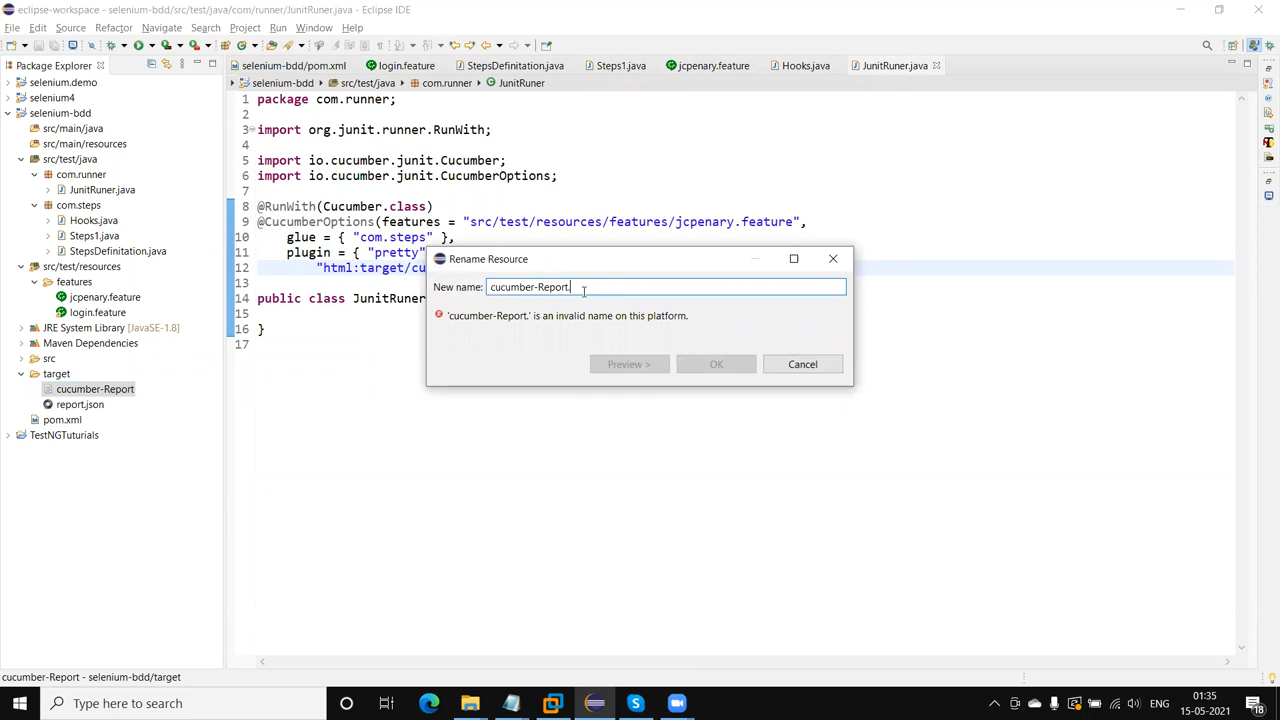 eclipse-workspace - selenium-bdd/src/test/java/com/runner/JunitRuner.java - Eclipse IDE
File Edit Source Refactor Navigate Search Project Run Window Help
Package Explorer
selenium-bdd/pom.xml login.feature StepsDefintation.java Steps1.java jcpenary.feature Hooks.java JunitRuner.java
selenium-bdd src/test/java com.runner JunitRuner
selenium.demo
selenium4
selenium-bdd
src/main/java
src/main/resources
src/test/java
com.runner
JunitRuner.java
com.steps
Hooks.java
Steps1.java
StepsDefintation.java
src/test/resources
features
jcpenary.feature
login.feature
JRE System Library [JavaSE-1.8]
Maven Dependencies
src
target
cucumber-Report
report.json
pom.xml
TestNGTuturials
1 package com.runner;
2
3 import org.junit.runner.RunWith;
4
5 import io.cucumber.junit.Cucumber;
6 import io.cucumber.junit.CucumberOptions;
7
8 @RunWith(Cucumber.class)
9 @CucumberOptions(features = "src/test/resources/features/jcpenary.feature",
10 glue = { "com.steps" },
11 plugin = { "pretty"
12 "html:target/cu
14 public class JunitRuner
15
16 }
17
Rename Resource
New name: cucumber-Report.
'cucumber-Report.' is an invalid name on this platform.
Preview > OK Cancel
cucumber-Report - selenium-bdd/target
Type here to search
ENG
01:35
15-05-2021
18